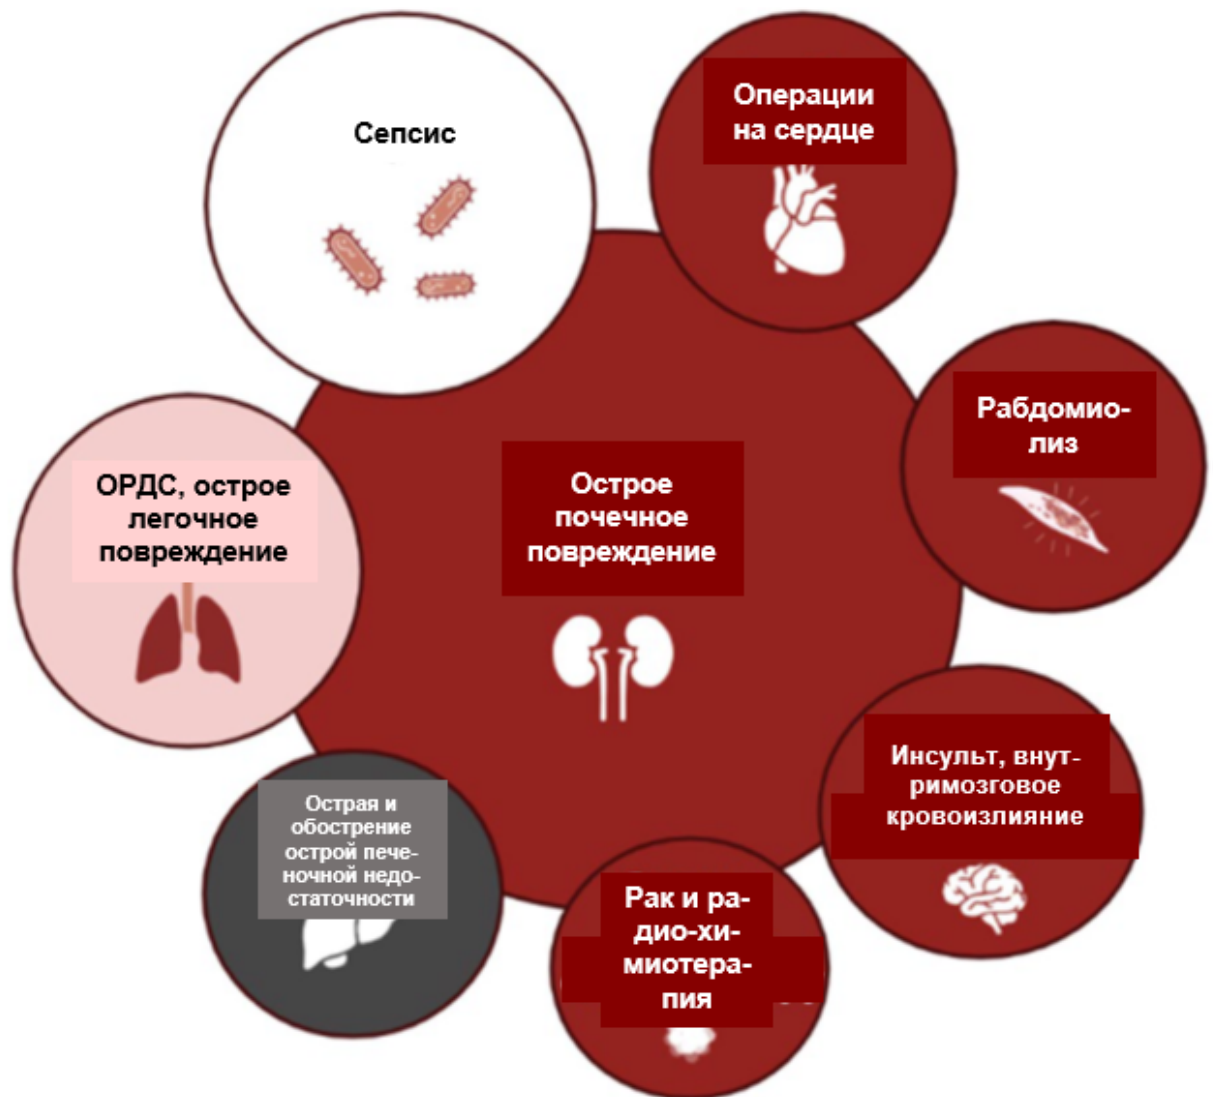 Сепсис
Операции
на сердце
Рабдомио-
лиз
ОРДС, острое
легочное
повреждение
Острое
почечное
повреждение
Инсульт, внут-
римозговое
кровоизлияние
Острая и
обострение
острой пече-
ночной недо-
статочности
Рак и ра-
дио-хи-
миотера-
пия